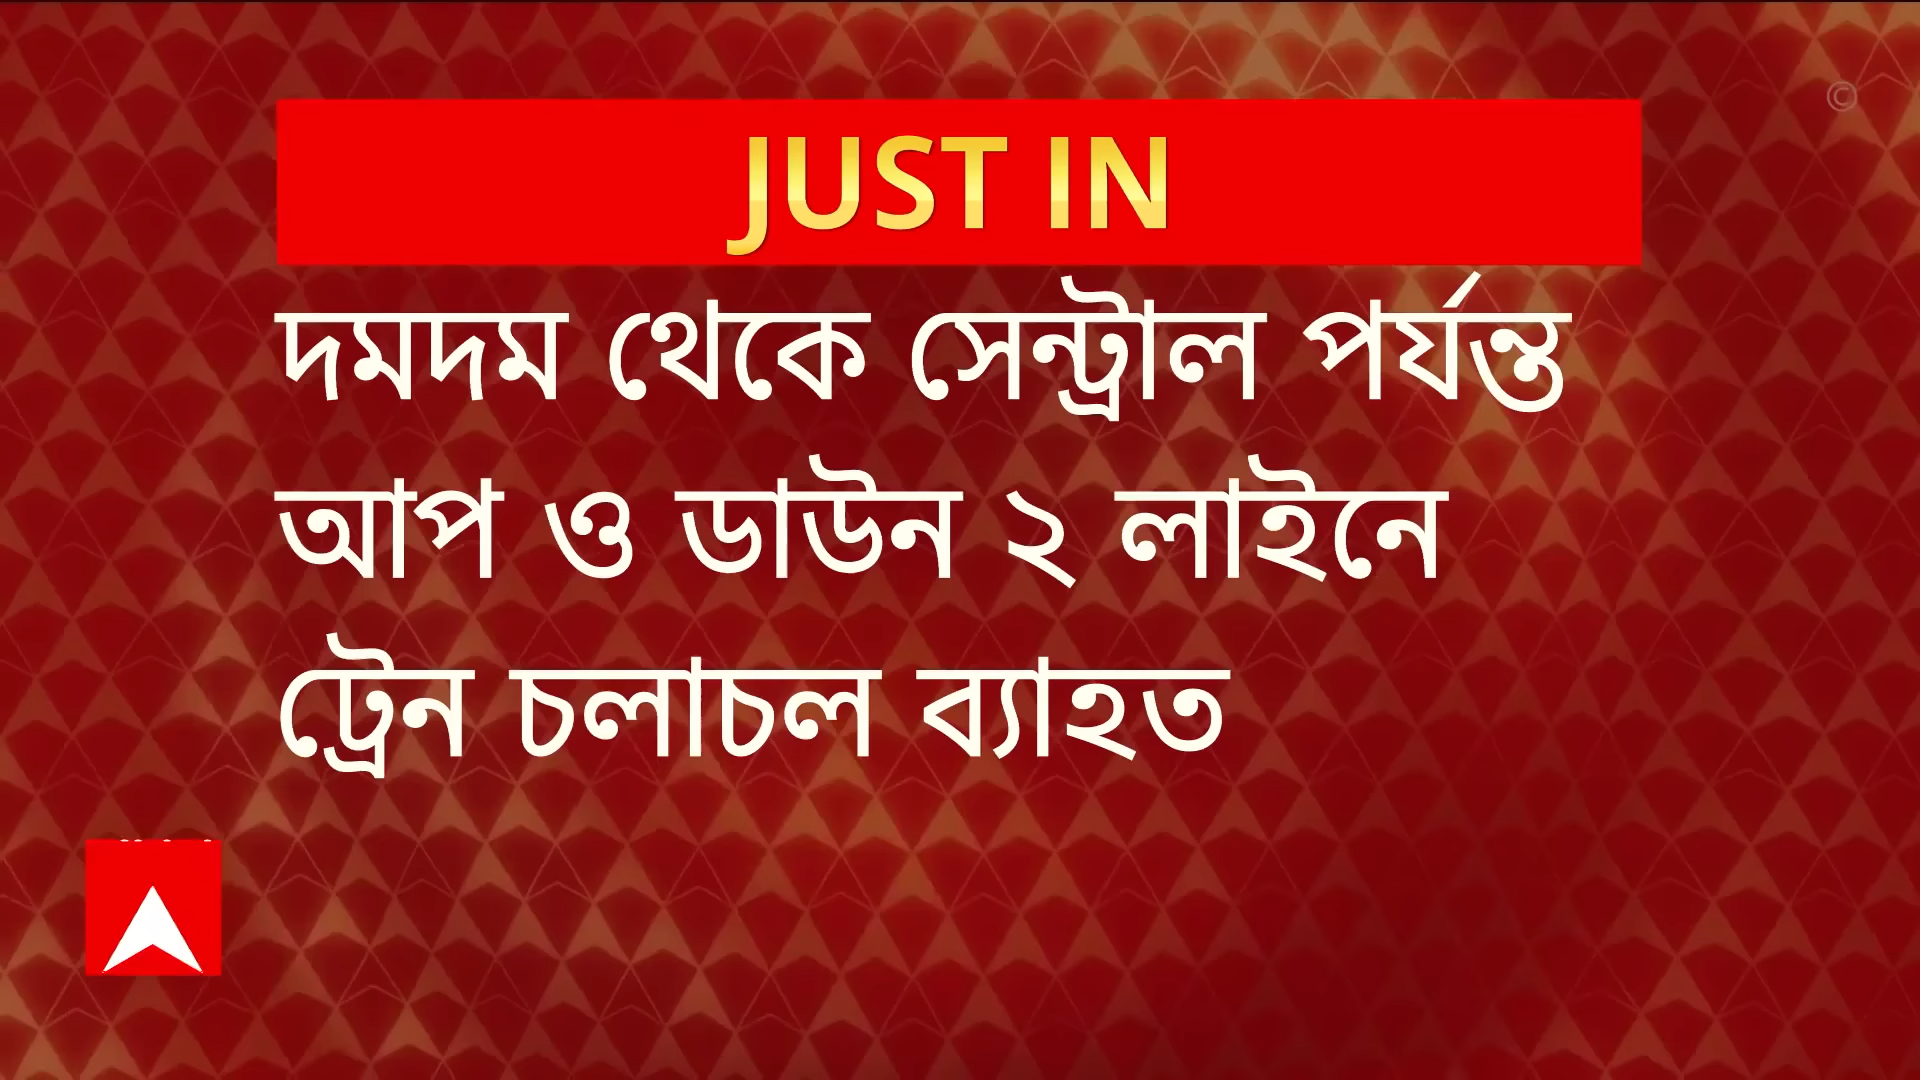 ©
JUST IN
দমদম থেকে সেন্ট্রাল পর্যন্ত
আপ ও ডাউন ২ লাইনে
ট্রেন চলাচল ব্যাহত